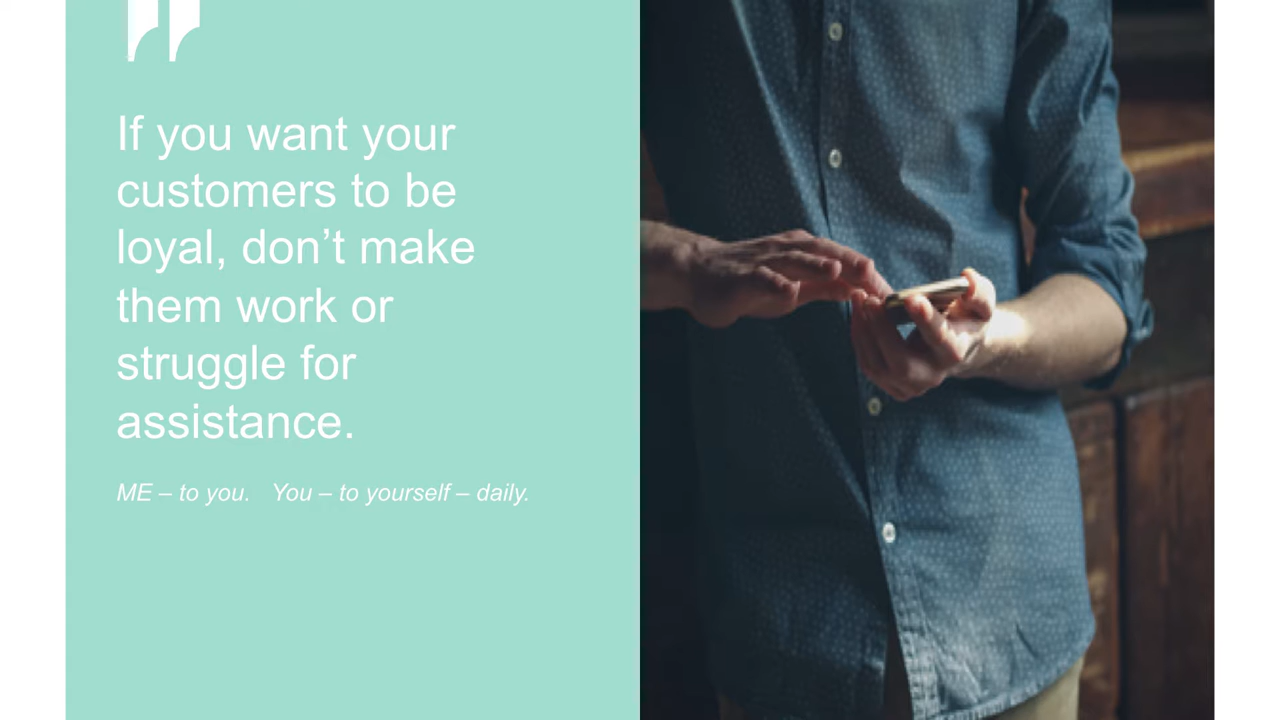 If you want your
customers to be
loyal, don’t make
them work or
struggle for
assistance.
ME – to you.   You – to yourself – daily.